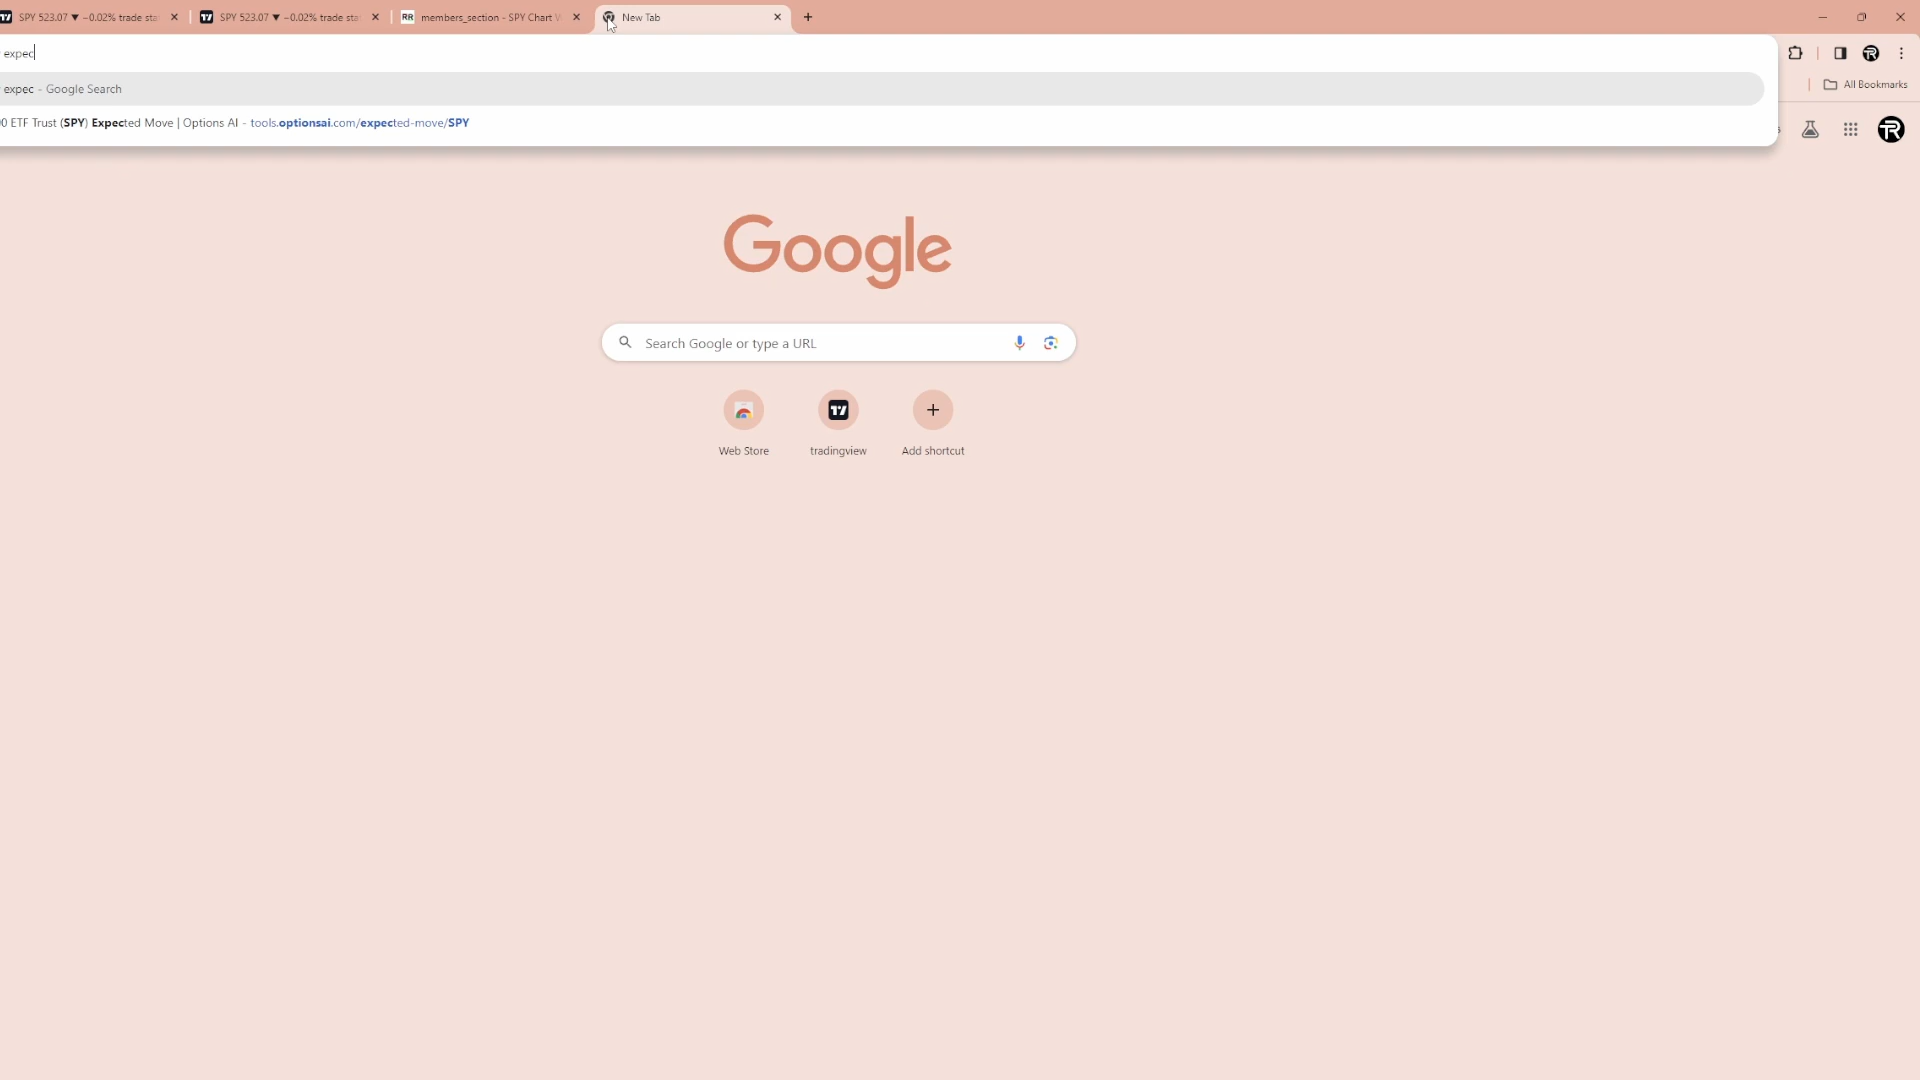 SPY 523.07 ▼ −0.02% trade sta
SPY 523.07 ▼ −0.02% trade sta
RR members_section - SPY Chart
New Tab
expec
All Bookmarks
expec - Google Search
0 ETF Trust (SPY) Expected Move | Options AI - tools.optionsai.com/expected-move/SPY
Google
Search Google or type a URL
Web Store
tradingview
Add shortcut